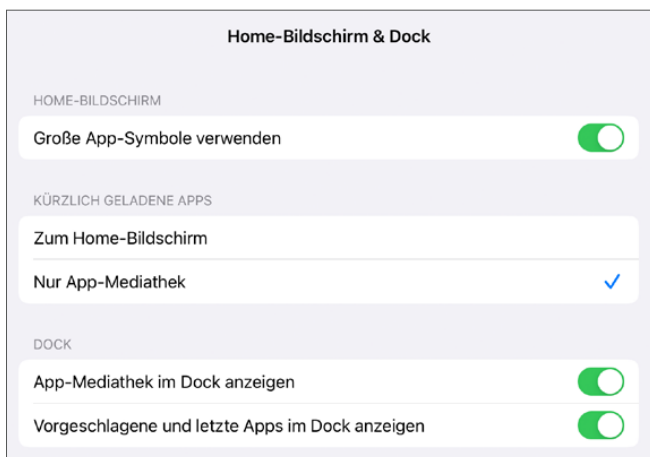 Home-Bildschirm & Dock
HOME-BILDSCHIRM
Große App-Symbole verwenden
KÜRZLICH GELADENE APPS
Zum Home-Bildschirm
Nur App-Mediathek
DOCK
App-Mediathek im Dock anzeigen
Vorgeschlagene und letzte Apps im Dock anzeigen